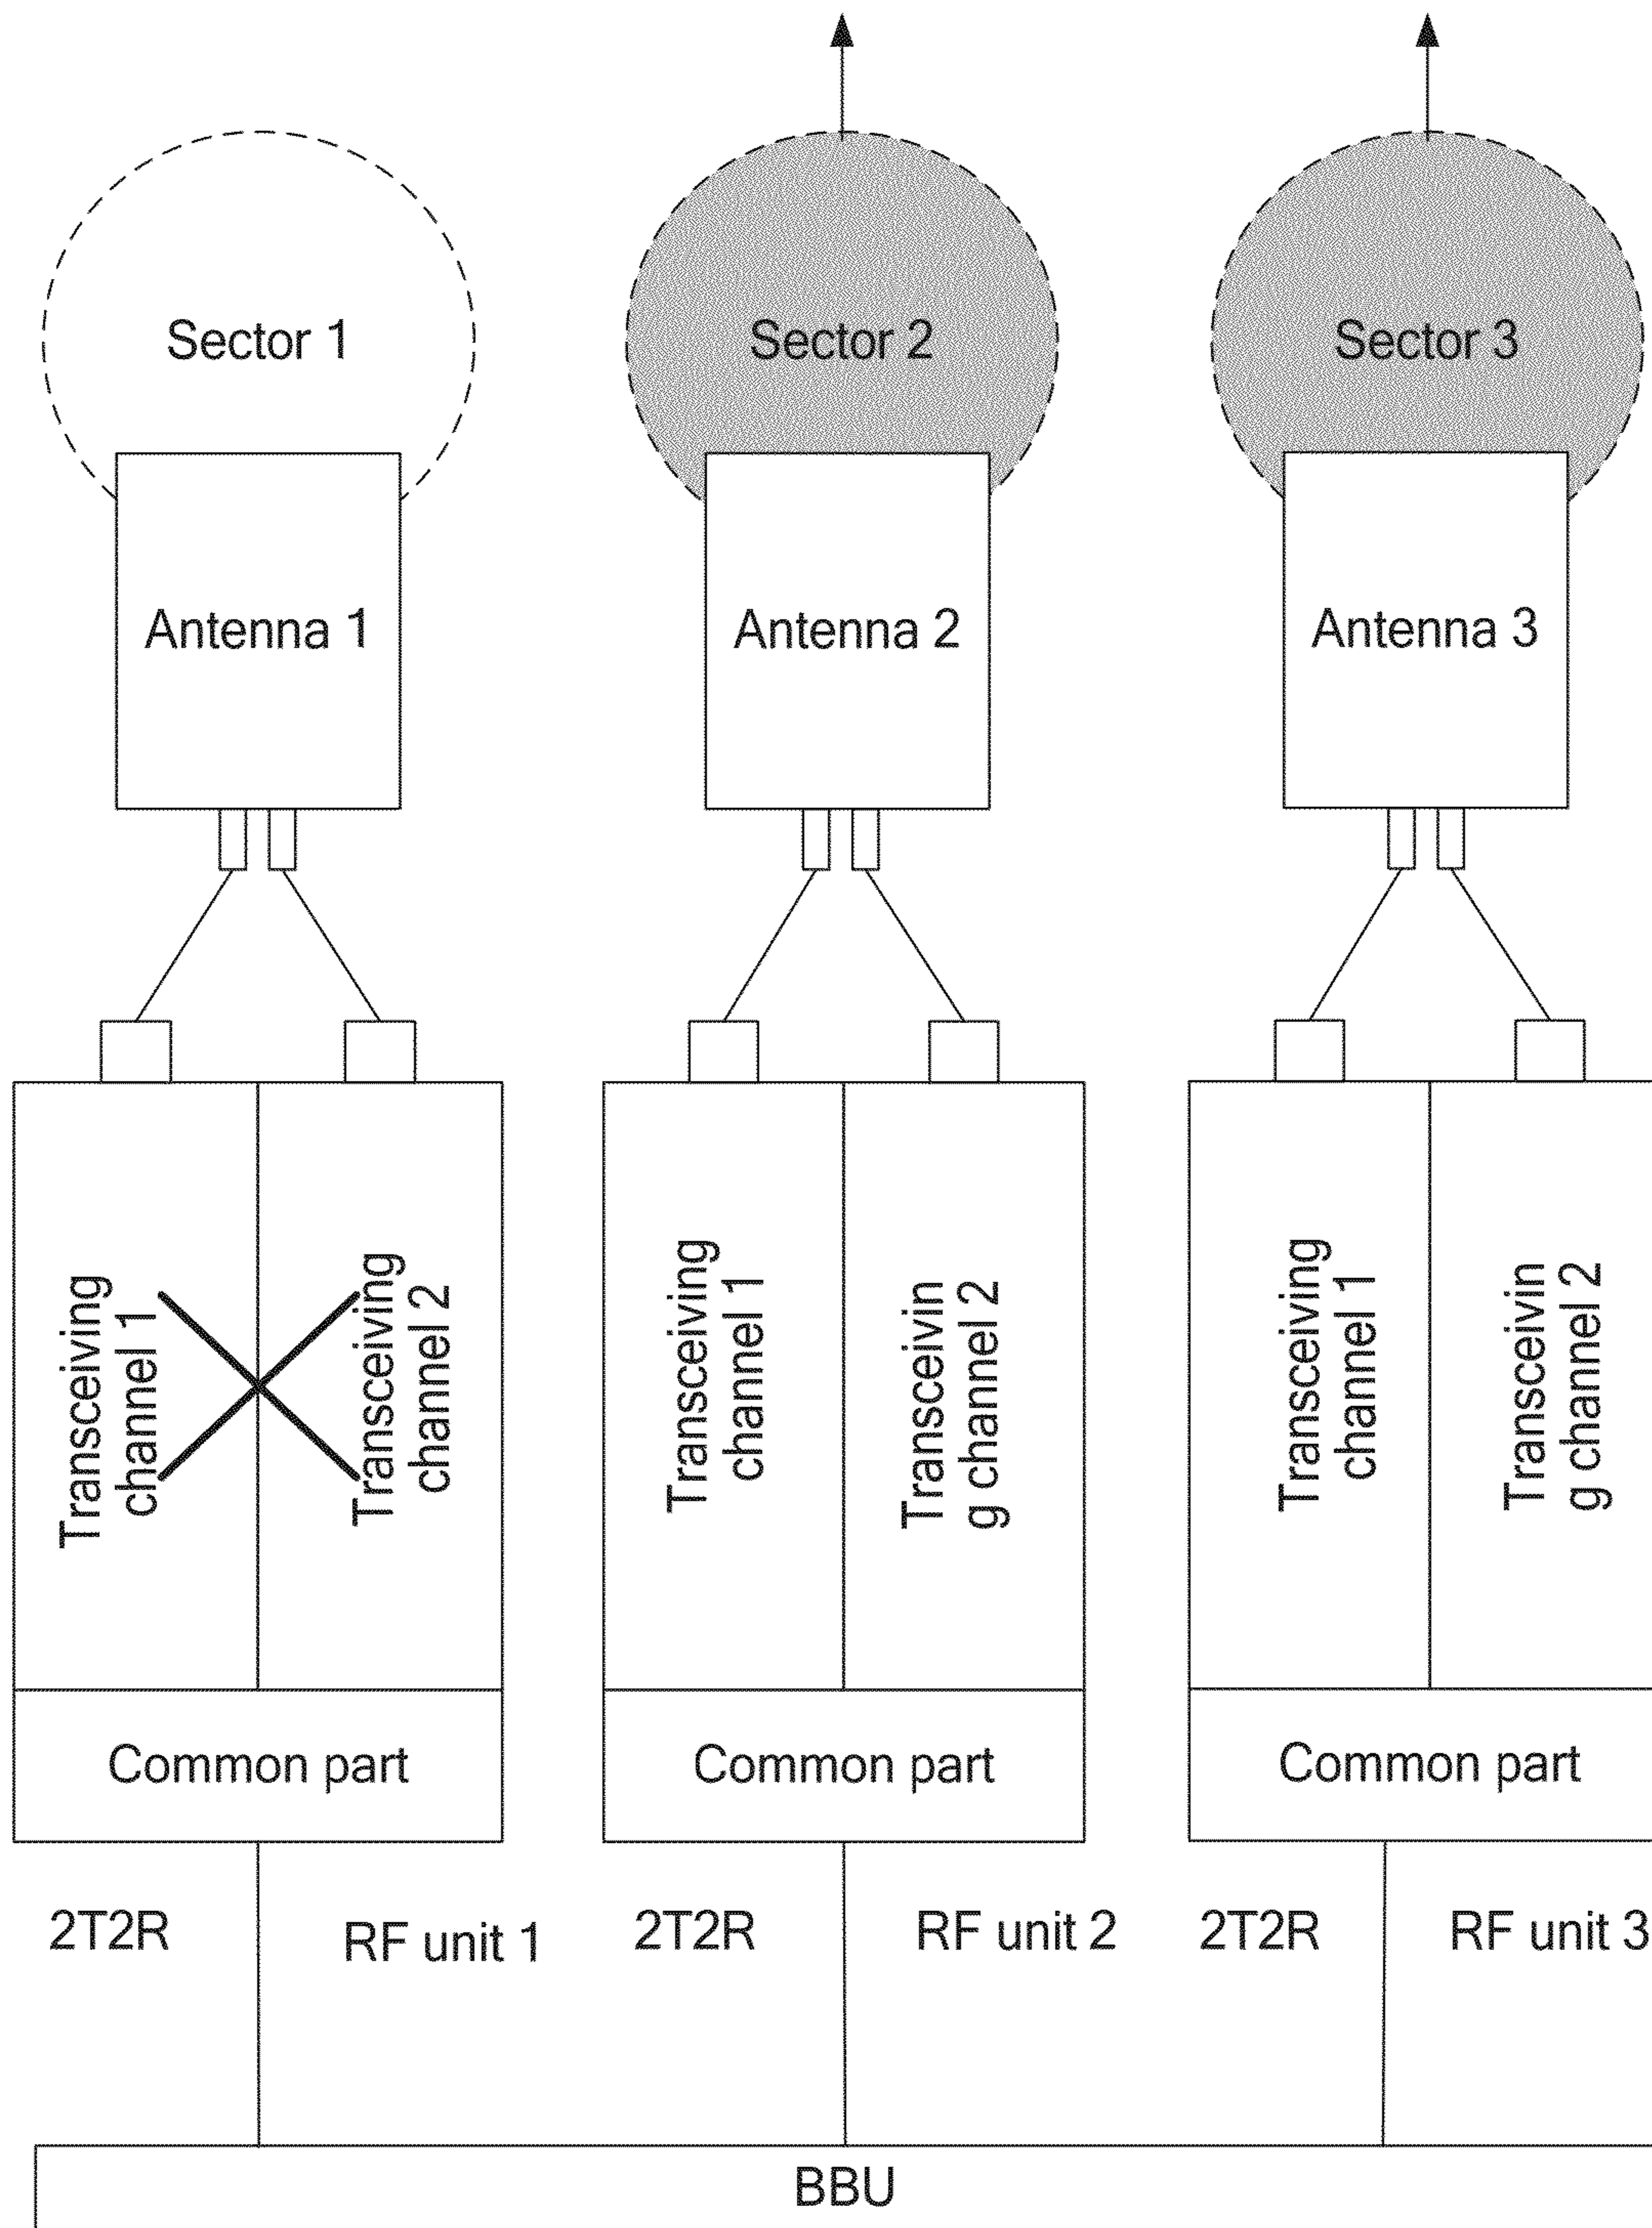 Sector 1
Sector 2
Sector 3
Antenna 1
Antenna 2
Antenna 3
Transceiving
channel 1
Transceiving
channel 2
Transceiving
channel 1
Transceivin
g channel 2
Transceiving
channel 1
Transceivin
g channel 2
Common part
Common part
Common part
2T2R
RF unit 1
2T2R
RF unit 2
2T2R
RF unit 3
BBU